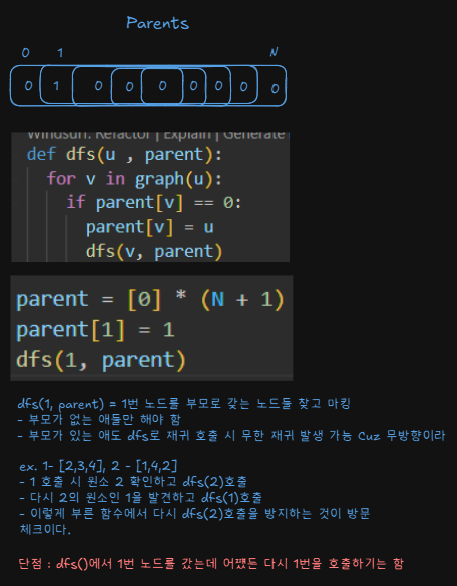 Parents
0 1 N
0 1 0 0 0 0 0 0 0
Windsurf: Refactor | Explain | Generate
def dfs(u , parent):
for v in graph(u):
if parent[v] == 0:
parent[v] = u
dfs(v, parent)
parent = [0] * (N + 1)
parent[1] = 1
dfs(1, parent)
dfs(1, parent) = 1번 노드를 부모로 갖는 노드들 찾고 마킹
- 부모가 없는 애들만 해야 함
- 부모가 있는 애도 dfs로 재귀 호출 시 무한 재귀 발생 가능 Cuz 무방향이라
ex. 1- [2,3,4], 2 - [1,4,2]
- 1 호출 시 원소 2 확인하고 dfs(2)호출
- 다시 2의 원소인 1을 발견하고 dfs(1)호출
- 이렇게 부른 함수에서 다시 dfs(2)호출을 방지하는 것이 방문
체크이다.
단점 : dfs()에서 1번 노드를 갔는데 어쨌든 다시 1번을 호출하기는 함